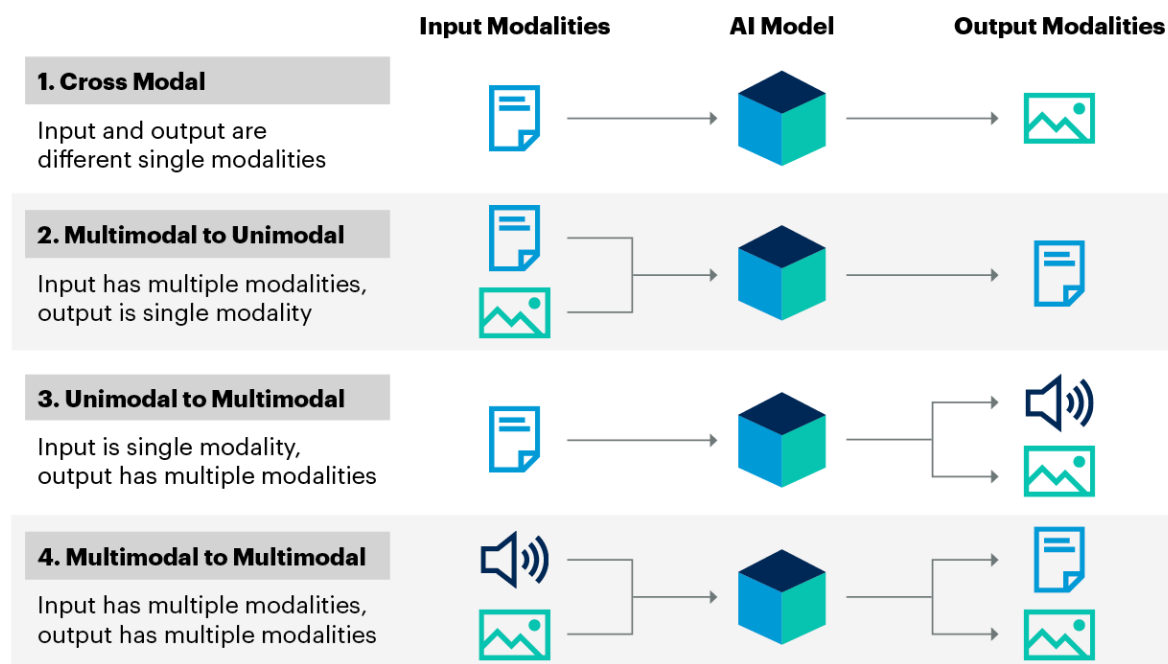 Input Modalities
AI Model
Output Modalities
1. Cross Modal
Input and output are
different single modalities
2. Multimodal to Unimodal
Input has multiple modalities,
output is single modality
3. Unimodal to Multimodal
Input is single modality,
output has multiple modalities
4. Multimodal to Multimodal
Input has multiple modalities,
output has multiple modalities